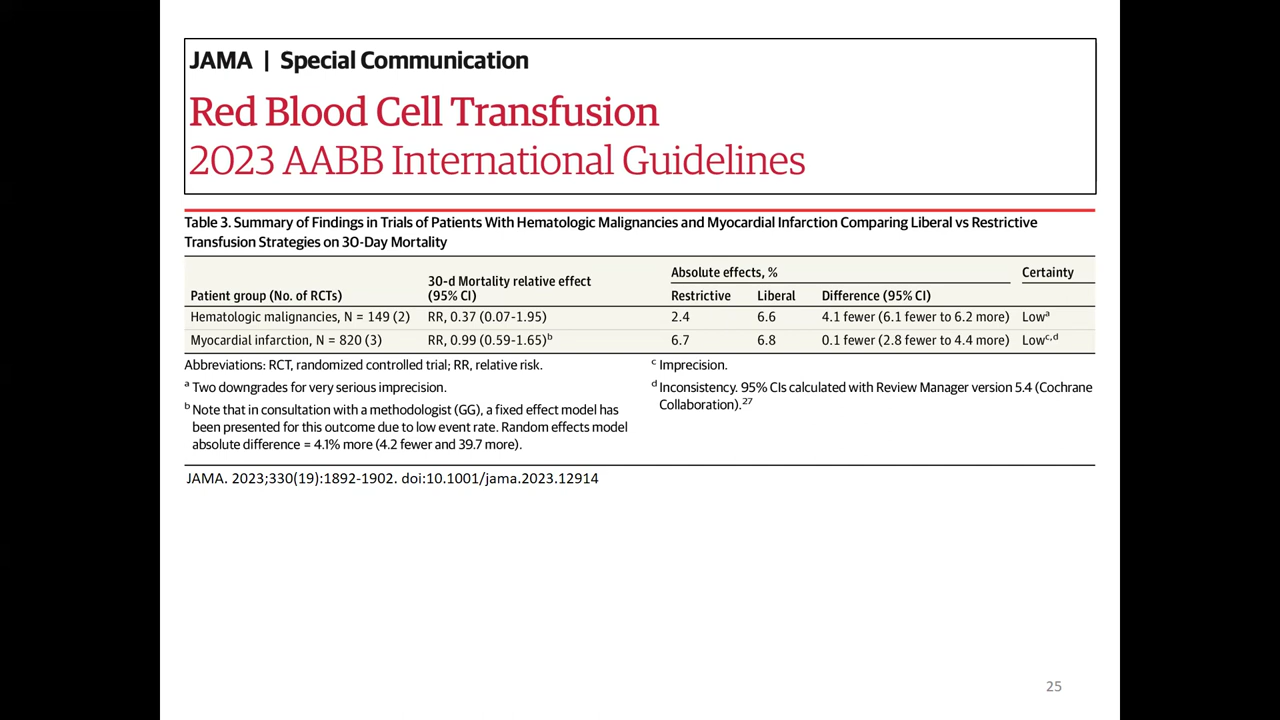 JAMA | Special Communication
Red Blood Cell Transfusion
2023 AABB International Guidelines
Table 3. Summary of Findings in Trials of Patients With Hematologic Malignancies and Myocardial Infarction Comparing Liberal vs Restrictive
Transfusion Strategies on 30-Day Mortality
Patient group (No. of RCTs) 30-d Mortality relative effect (95% CI) Absolute effects, % Certainty
Restrictive Liberal Difference (95% CI)
Hematologic malignancies, N = 149 (2) RR, 0.37 (0.07-1.95) 2.4 6.6 4.1 fewer (6.1 fewer to 6.2 more) Low^a
Myocardial infarction, N = 820 (3) RR, 0.99 (0.59-1.65)^b 6.7 6.8 0.1 fewer (2.8 fewer to 4.4 more) Low^c,d
Abbreviations: RCT, randomized controlled trial; RR, relative risk.
^a Two downgrades for very serious imprecision.
^b Note that in consultation with a methodologist (GG), a fixed effect model has
been presented for this outcome due to low event rate. Random effects model
absolute difference = 4.1% more (4.2 fewer and 39.7 more).
^c Imprecision.
^d Inconsistency. 95% CIs calculated with Review Manager version 5.4 (Cochrane
Collaboration).^27
JAMA. 2023;330(19):1892-1902. doi:10.1001/jama.2023.12914
25